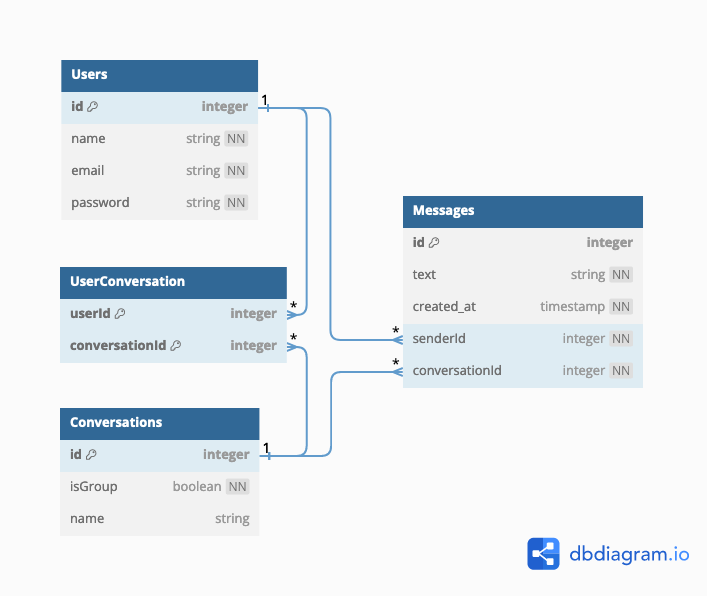 Users
id integer
name string NN
email string NN
password string NN
1
UserConversation
userId integer
*
conversationId integer
*
Conversations
id integer
isGroup boolean NN
name string
1
Messages
id integer
text string NN
created_at timestamp NN
*
senderId integer NN
*
conversationId integer NN
dbdiagram.io